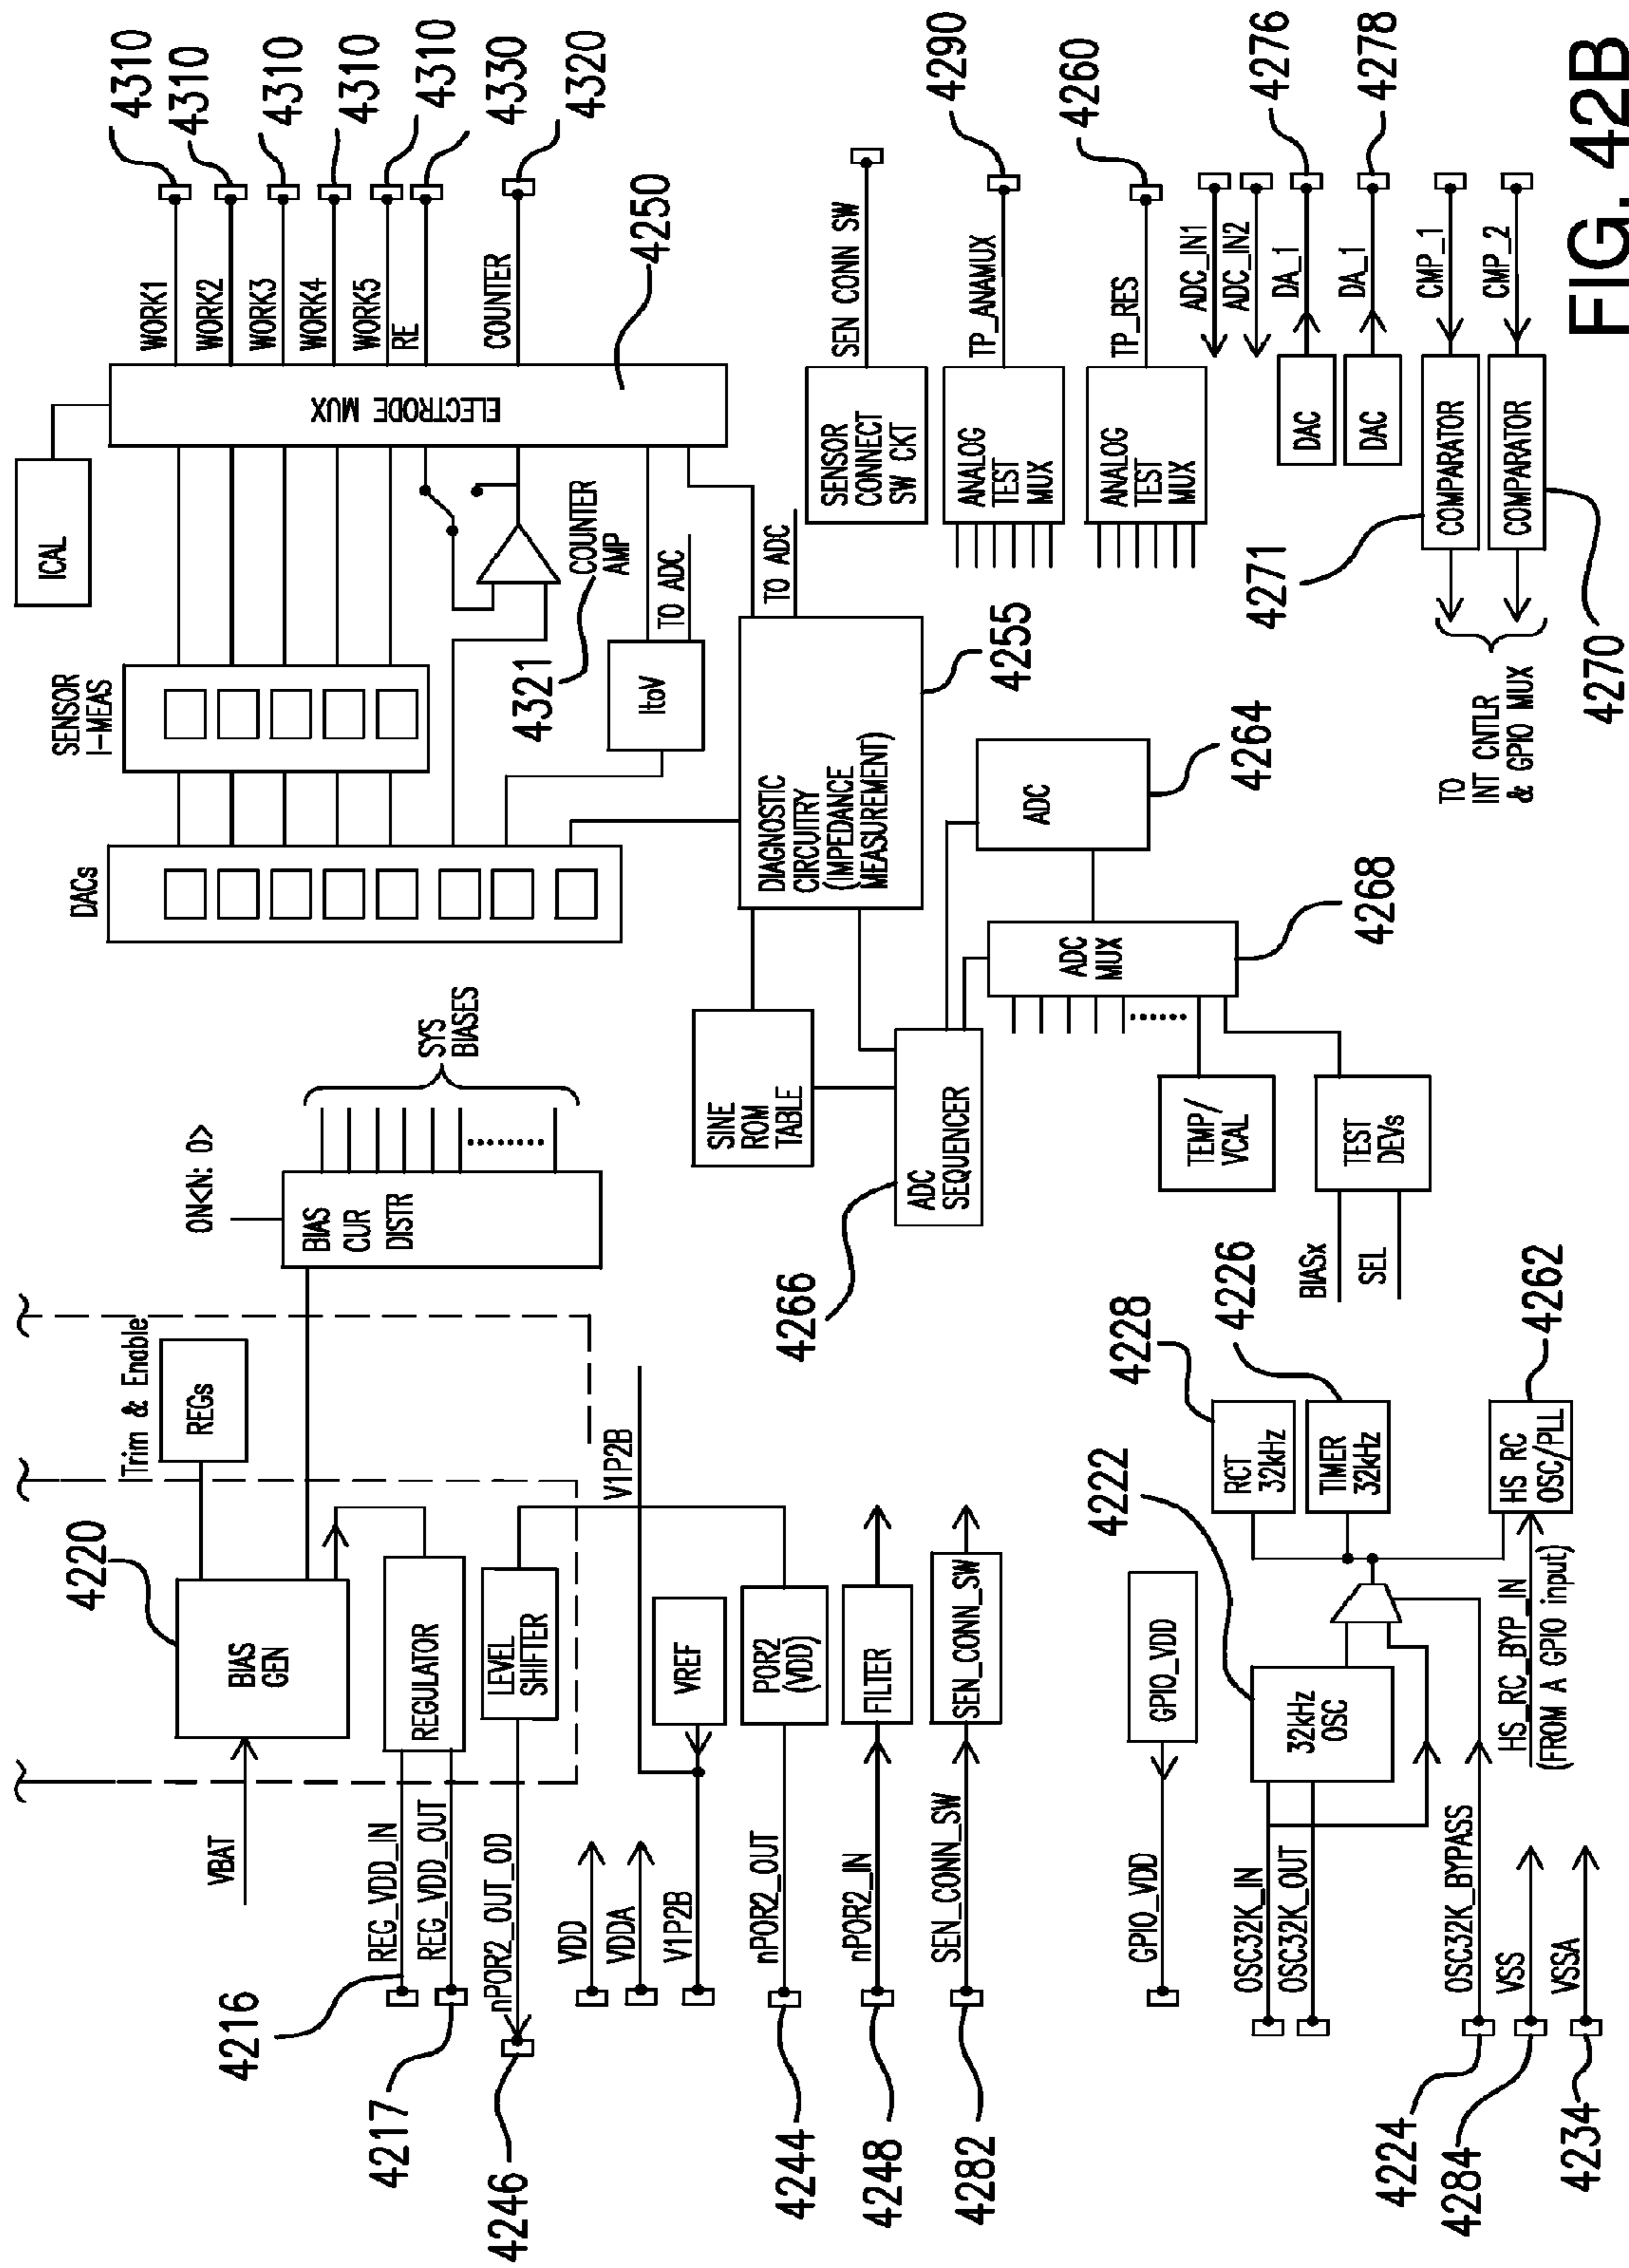 VBAT
4220
BIAS
GEN
Trim & Enable
REGs
ON<N: 0>
BIAS
CUR
DISTR
SYS
BIASES
4216
REG_VDD_IN
4217
REG_VDD_OUT
REGULATOR
4246
nPOR2_OUT_OD
LEVEL
SHIFTER
VDD
VDDA
V1P2B
VREF
V1P2B
4244
nPOR2_OUT
POR2
(VDD)
4248
nPOR2_IN
FILTER
4282
SEN_CONN_SW
SEN_CONN_SW
GPIO_VDD
GPIO_VDD
OSC32K_IN
OSC32K_OUT
32kHz
OSC
4222
RCT
32kHz
4228
TIMER
32kHz
4226
4224
OSC32K_BYPASS
4284
VSS
4234
VSSA
HS_RC_BYP_IN
(FROM A GPIO input)
HS RC
OSC/PLL
4262
DACs
SENSOR
I-MEAS
ICAL
ELECTRODE MUX
WORK1
4310
WORK2
4310
WORK3
4310
WORK4
4310
WORK5
4310
RE
4330
COUNTER
4320
4250
COUNTER
AMP
4321
ItoV
TO ADC
DIAGNOSTIC
CIRCUITRY
(IMPEDANCE
MEASUREMENT)
TO ADC
4255
SINE
ROM
TABLE
ADC
SEQUENCER
4266
ADC
4264
ADC
MUX
4268
TEMP/
VCAL
TEST
DEVs
BIASx
SEL
SENSOR
CONNECT
SW CKT
SEN CONN SW
ANALOG
TEST
MUX
TP_ANAMUX
4290
ANALOG
TEST
MUX
TP_RES
4260
ADC_IN1
ADC_IN2
DAC
DA_1
4276
DAC
DA_1
4278
4271
COMPARATOR
CMP_1
COMPARATOR
CMP_2
4270
TO
INT CNTLR
& GPIO MUX
FIG. 42B